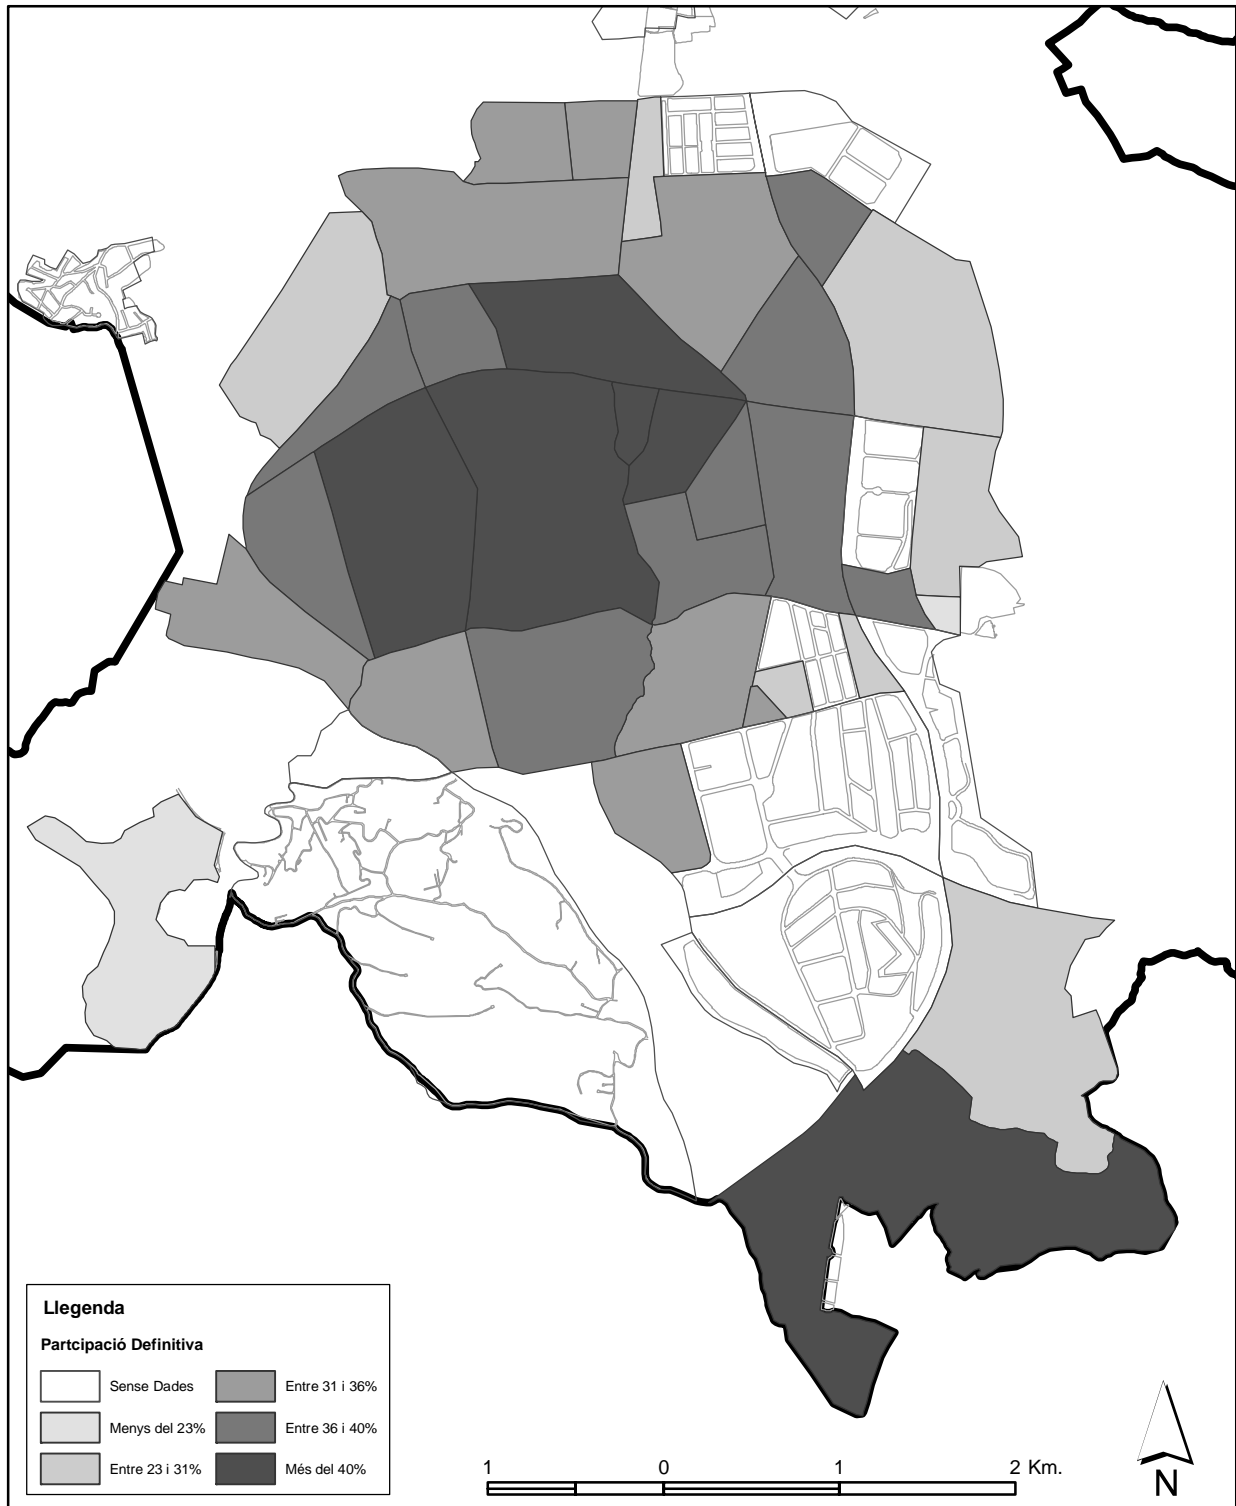 Llegenda
Partcipació Definitiva
Sense Dades
Menys del 23%
Entre 23 i 31%
Entre 31 i 36%
Entre 36 i 40%
Més del 40%
1 0 1 2 Km.
N